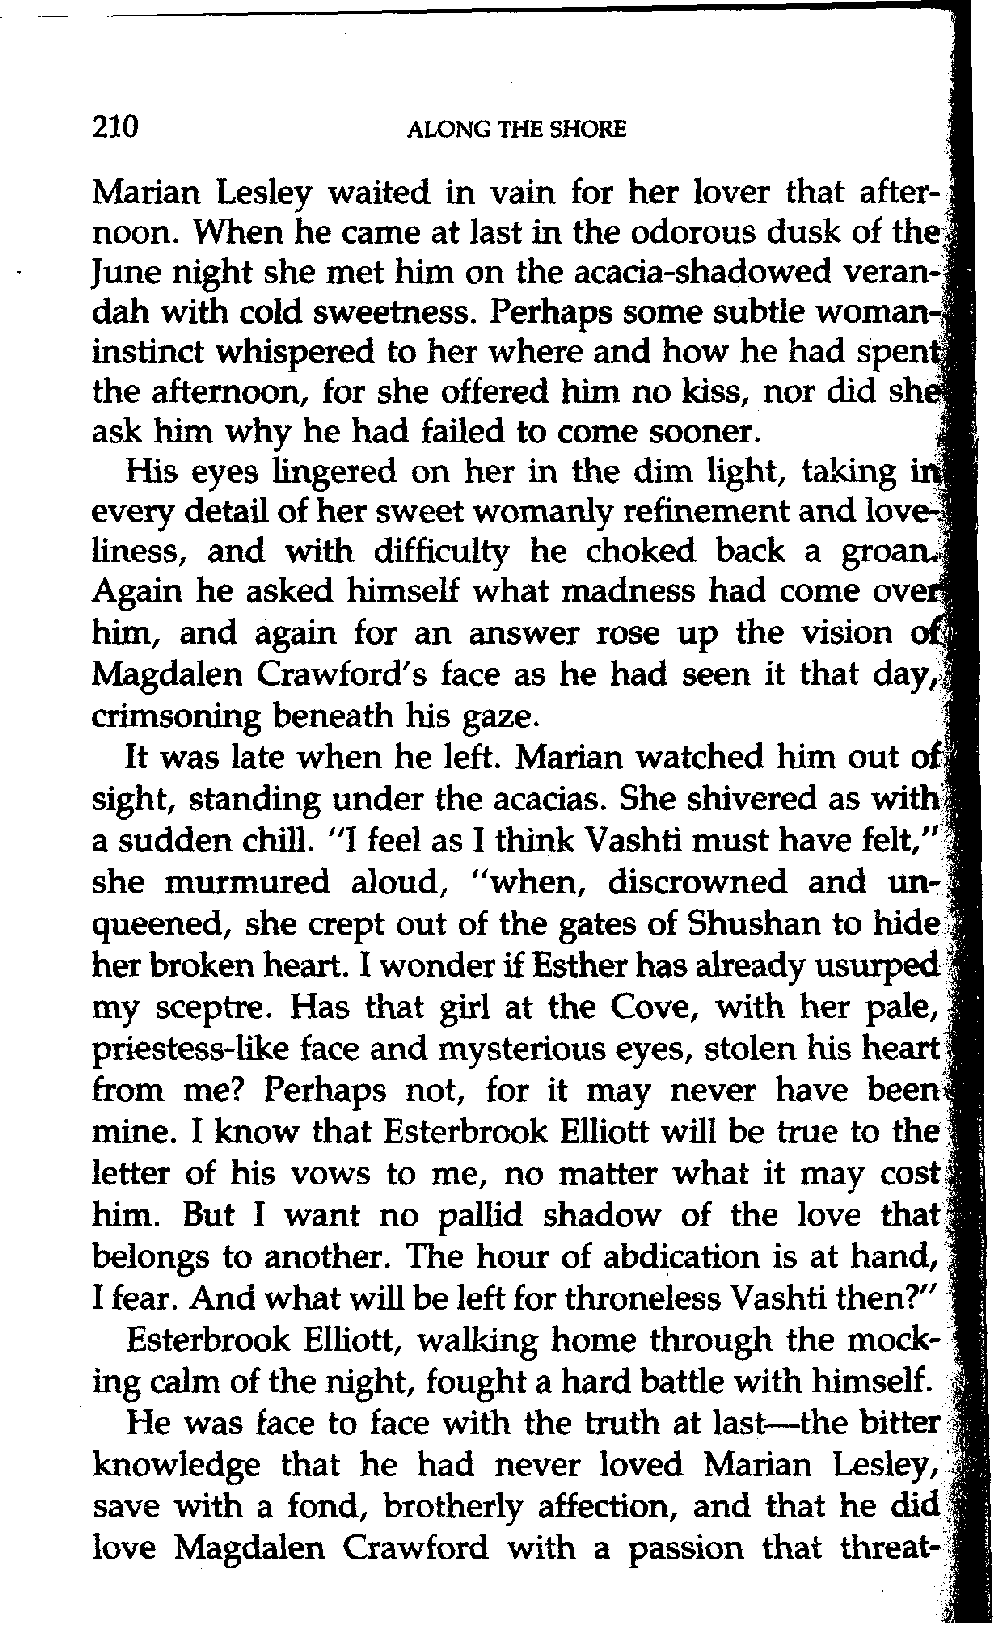 210 ALONG THE SHORE
Marian Lesley waited in vain for her lover that after-
noon. When he came at last in the odorous dusk of the
June night she met him on the acacia-shadowed veran-
dah with cold sweetness. Perhaps some subtle woman-
instinct whispered to her where and how he had spent
the afternoon, for she offered him no kiss, nor did she
ask him why he had failed to come sooner.
His eyes lingered on her in the dim light, taking in
every detail of her sweet womanly refinement and love-
liness, and with difficulty he choked back a groan.
Again he asked himself what madness had come over
him, and again for an answer rose up the vision of
Magdalen Crawford's face as he had seen it that day,
crimsoning beneath his gaze.
It was late when he left. Marian watched him out of
sight, standing under the acacias. She shivered as with
a sudden chill. "I feel as I think Vashti must have felt,"
she murmured aloud, "when, discrowned and un-
queened, she crept out of the gates of Shushan to hide
her broken heart. I wonder if Esther has already usurped
my sceptre. Has that girl at the Cove, with her pale,
priestess-like face and mysterious eyes, stolen his heart
from me? Perhaps not, for it may never have been
mine. I know that Esterbrook Elliott will be true to the
letter of his vows to me, no matter what it may cost
him. But I want no pallid shadow of the love that
belongs to another. The hour of abdication is at hand,
I fear. And what will be left for throneless Vashti then?"
Esterbrook Elliott, walking home through the mock-
ing calm of the night, fought a hard battle with himself.
He was face to face with the truth at last—the bitter
knowledge that he had never loved Marian Lesley,
save with a fond, brotherly affection, and that he did
love Magdalen Crawford with a passion that threat-